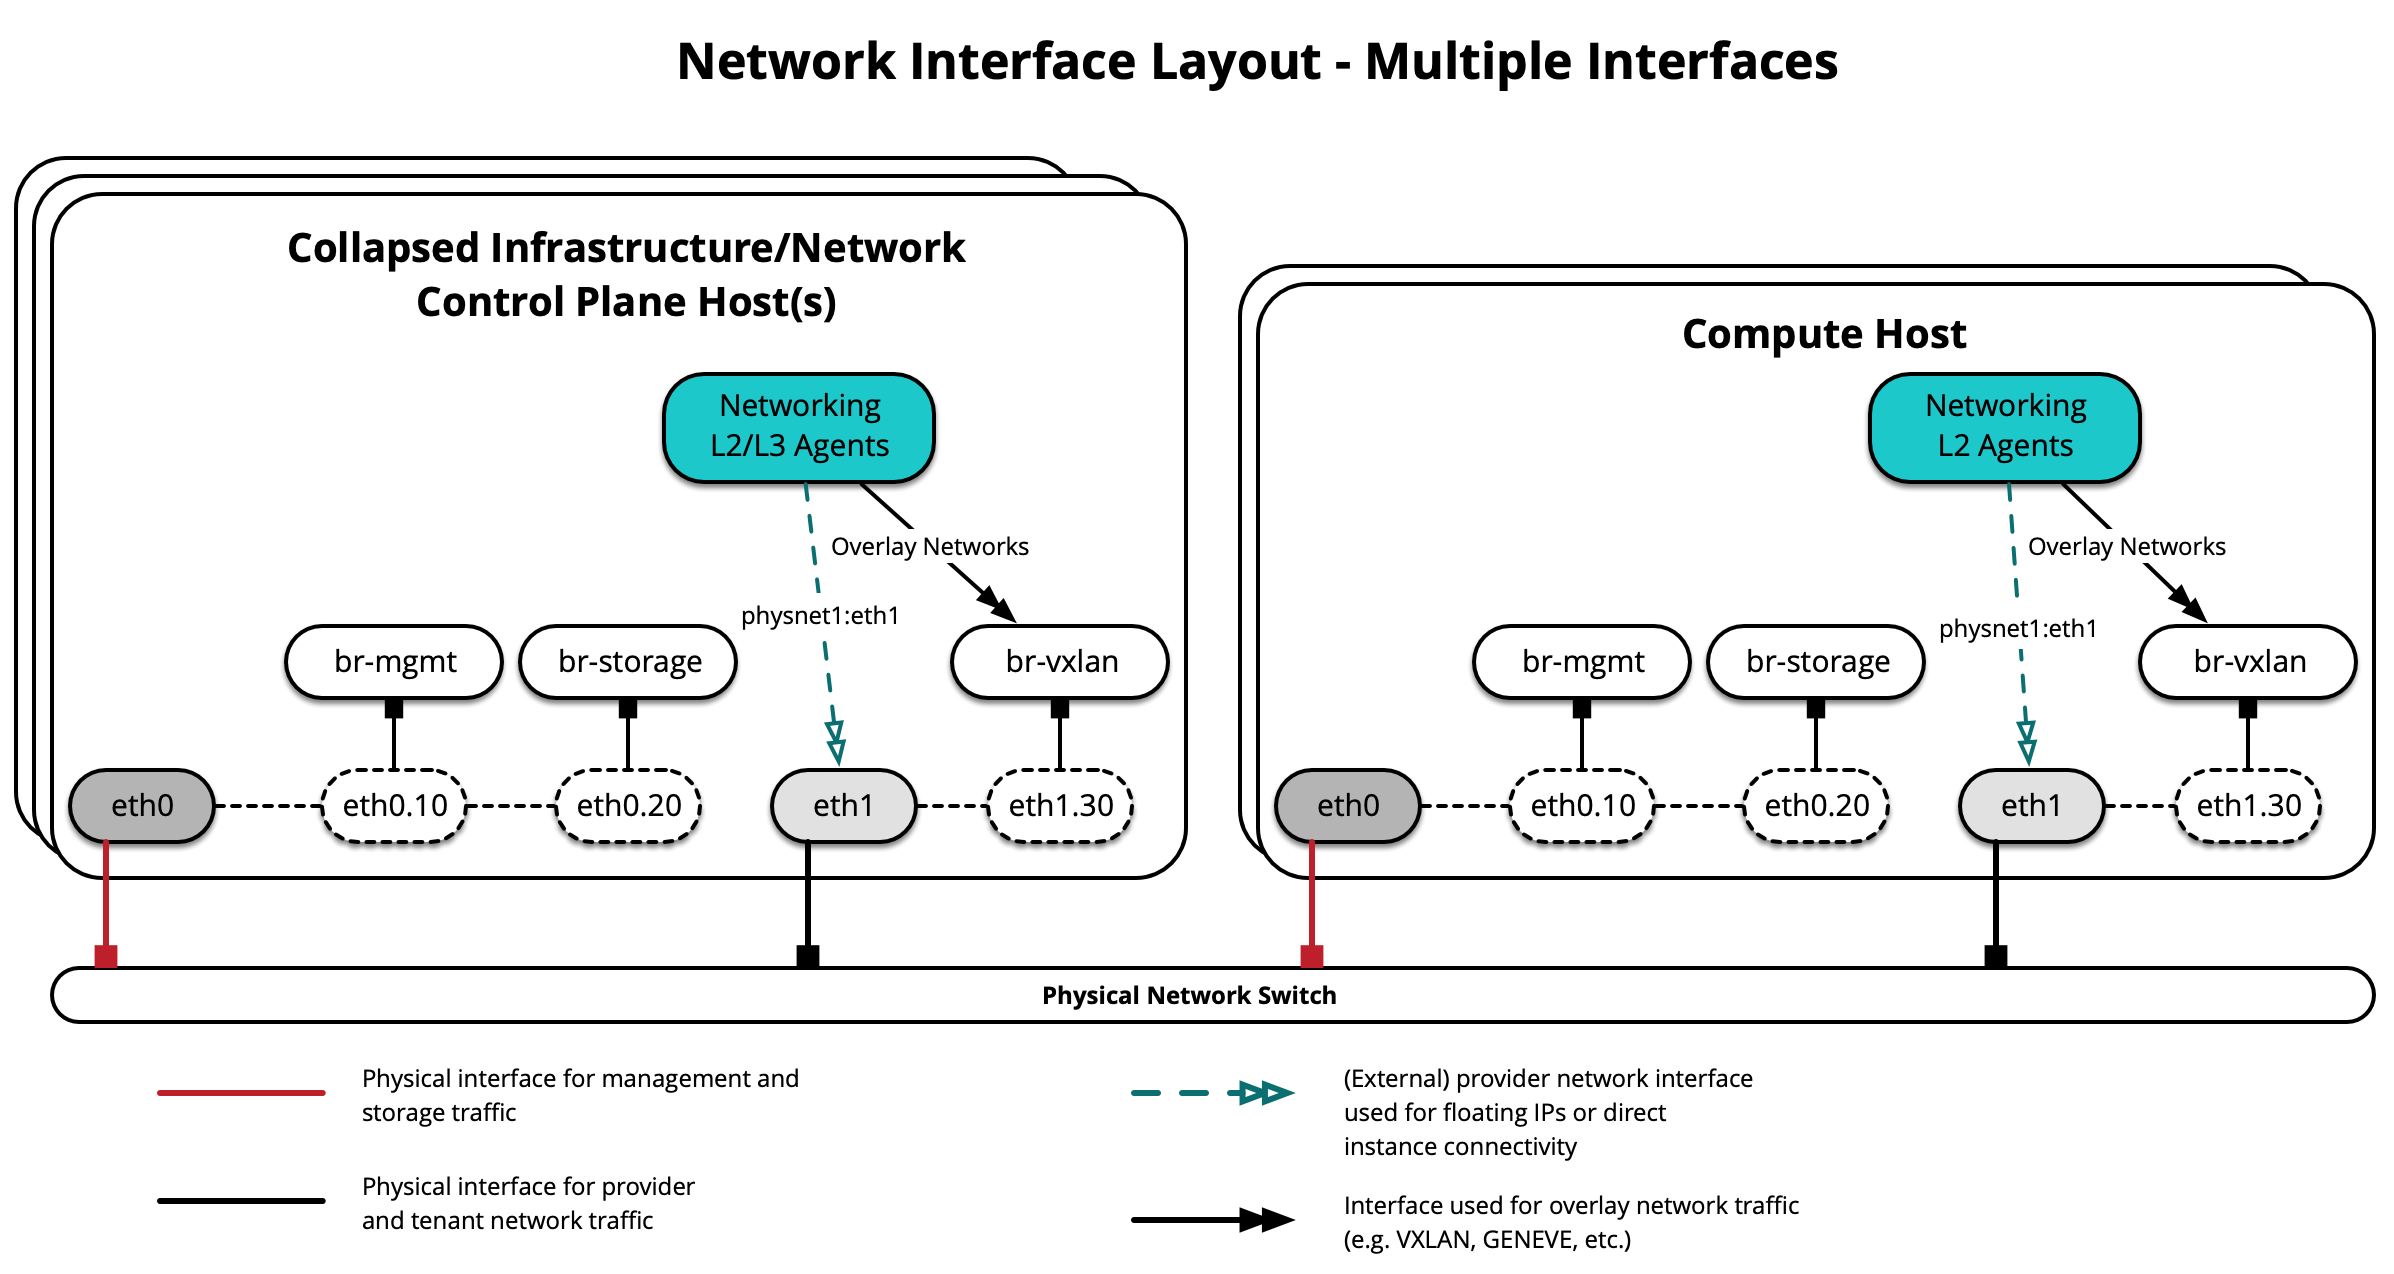 Network Interface Layout - Multiple Interfaces
Collapsed Infrastructure/Network
Control Plane Host(s)
Networking
L2/L3 Agents
Overlay Networks
physnet1:eth1
br-mgmt
br-storage
br-vxlan
eth0
eth0.10
eth0.20
eth1
eth1.30
Compute Host
Networking
L2 Agents
Overlay Networks
physnet1:eth1
br-mgmt
br-storage
br-vxlan
eth0
eth0.10
eth0.20
eth1
eth1.30
Physical Network Switch
Physical interface for management and
storage traffic
Physical interface for provider
and tenant network traffic
(External) provider network interface
used for floating IPs or direct
instance connectivity
Interface used for overlay network traffic
(e.g. VXLAN, GENEVE, etc.)